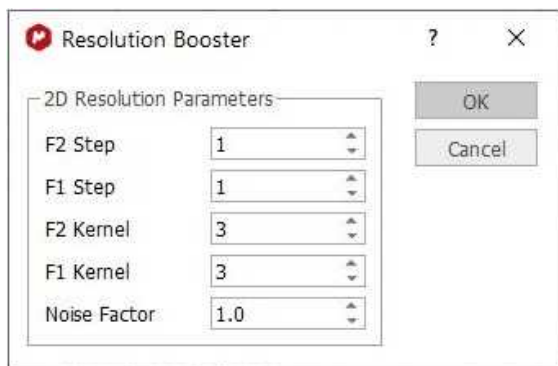 Resolution Booster ?
2D Resolution Parameters
OK
F2 Step 1
Cancel
F1 Step 1
F2 Kernel 3
F1 Kernel 3
Noise Factor 1.0